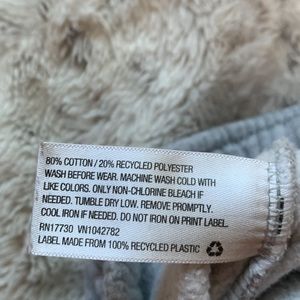 80% COTTON / 20% RECYCLED POLYESTER
WASH BEFORE WEAR. MACHINE WASH COLD WITH
LIKE COLORS. ONLY NON-CHLORINE BLEACH IF
NEEDED. TUMBLE DRY LOW. REMOVE PROMPTLY.
COOL IRON IF NEEDED. DO NOT IRON ON PRINT LABEL.
RN17730 VN1042782
LABEL MADE FROM 100% RECYCLED PLASTIC